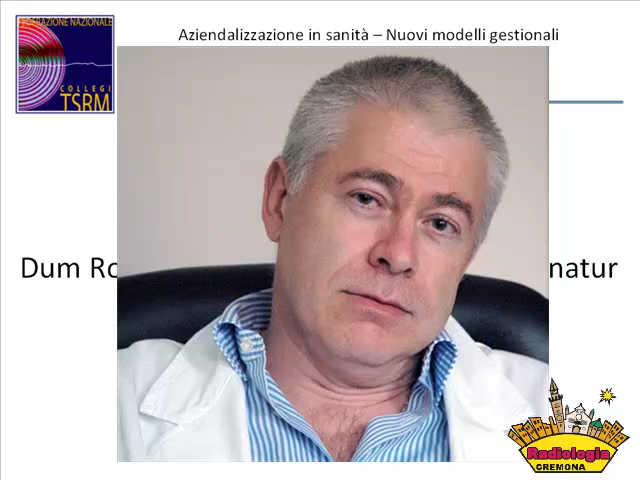 FEDERAZIONE NAZIONALE
COLLEGI
TSRM
Aziendalizzazione in sanità – Nuovi modelli gestionali
Dum Ro
natur
Radiologia
CREMONA